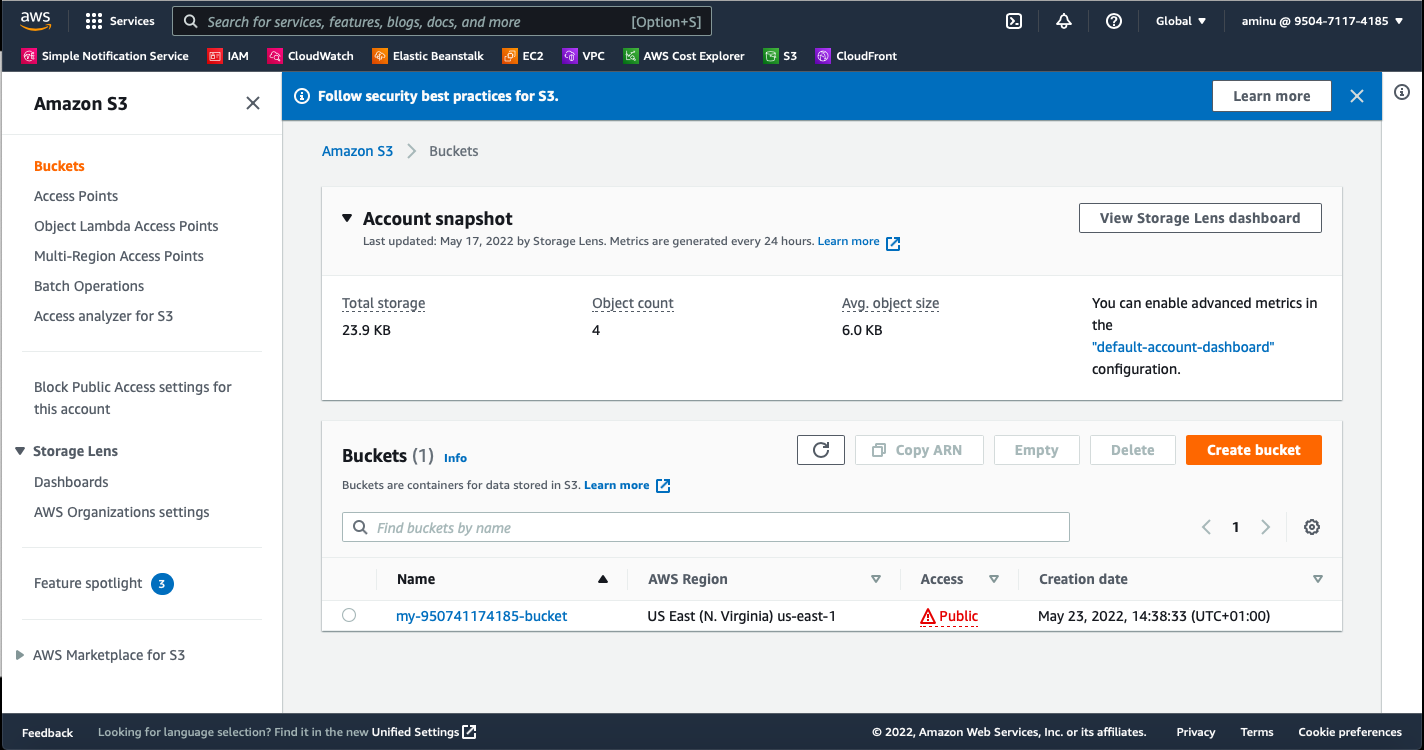 aws
Services
Search for services, features, blogs, docs, and more [Option+S]
Global ▼
aminu @ 9504-7117-4185 ▼
Simple Notification Service
IAM
CloudWatch
Elastic Beanstalk
EC2
VPC
AWS Cost Explorer
S3
CloudFront
Amazon S3
Buckets
Access Points
Object Lambda Access Points
Multi-Region Access Points
Batch Operations
Access analyzer for S3
Block Public Access settings for
this account
Storage Lens
Dashboards
AWS Organizations settings
Feature spotlight 3
AWS Marketplace for S3
Follow security best practices for S3.
Learn more
Amazon S3 > Buckets
Account snapshot
View Storage Lens dashboard
Last updated: May 17, 2022 by Storage Lens. Metrics are generated every 24 hours. Learn more
Total storage
23.9 KB
Object count
4
Avg. object size
6.0 KB
You can enable advanced metrics in
the
"default-account-dashboard"
configuration.
Buckets (1) Info
Copy ARN
Empty
Delete
Create bucket
Buckets are containers for data stored in S3. Learn more
Find buckets by name
1
Name AWS Region Access Creation date
my-950741174185-bucket US East (N. Virginia) us-east-1 Public May 23, 2022, 14:38:33 (UTC+01:00)
Feedback
Looking for language selection? Find it in the new Unified Settings
© 2022, Amazon Web Services, Inc. or its affiliates.
Privacy
Terms
Cookie preferences